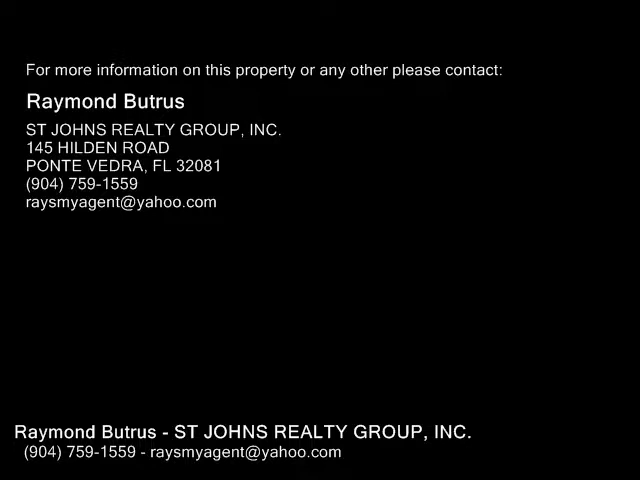 For more information on this property or any other please contact:
Raymond Butrus
ST JOHNS REALTY GROUP, INC.
145 HILDEN ROAD
PONTE VEDRA, FL 32081
(904) 759-1559
raysmyagent@yahoo.com
Raymond Butrus - ST JOHNS REALTY GROUP, INC.
(904) 759-1559 - raysmyagent@yahoo.com